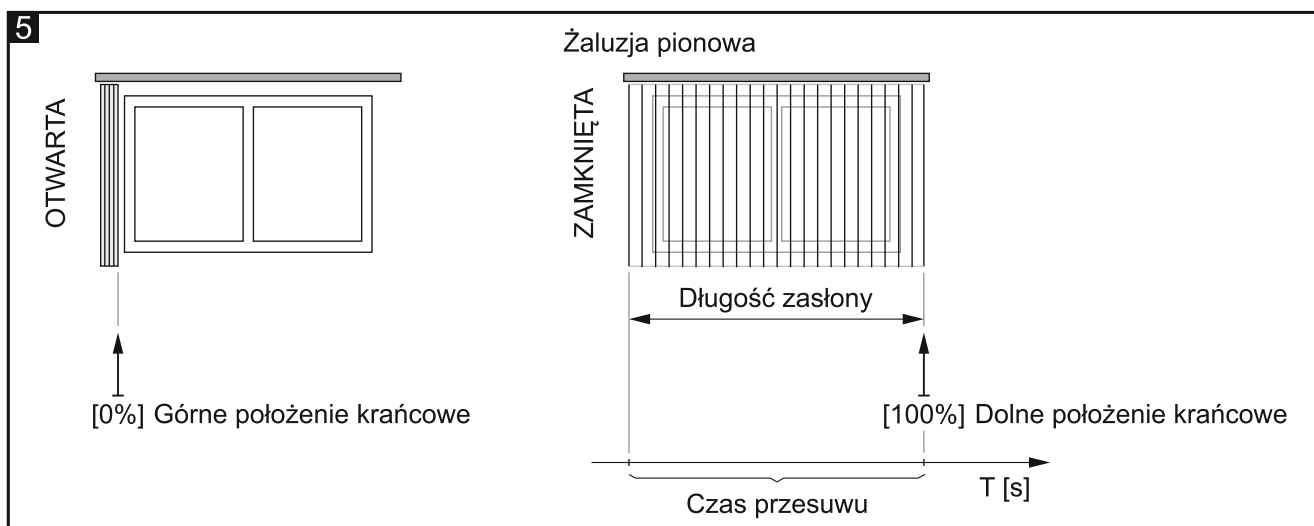 5
Żaluzja pionowa
OTWARTA
ZAMKNIĘTA
Długość zasłony
[0%] Górne położenie krańcowe
[100%] Dolne położenie krańcowe
T [s]
Czas przesuwu